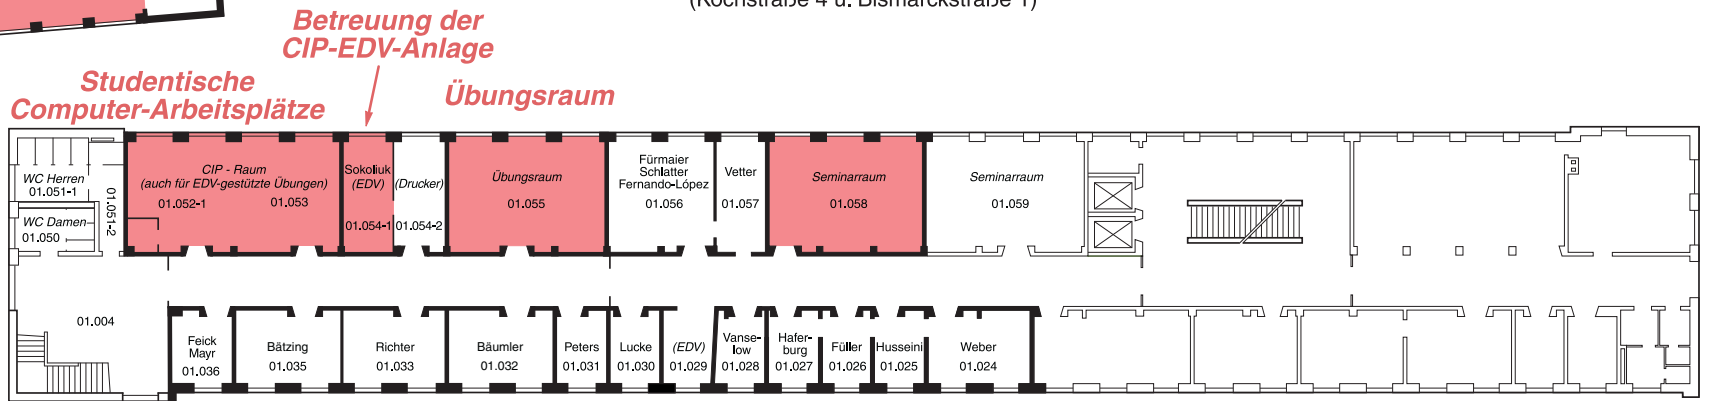 (Kochstraße 4 u. Bismarckstraße 1)
Betreuung der
CIP-EDV-Anlage
Studentische
Computer-Arbeitsplätze
Übungsraum
WC Herren
01.051-1
WC Damen
01.050
01.051-2
CIP - Raum
(auch für EDV-gestützte Übungen)
01.052-1
01.053
Sokoliuk
(EDV)
01.054-1
(Drucker)
01.054-2
Übungsraum
01.055
Fürmaier
Schlatter
Fernando-López
01.056
Vetter
01.057
Seminarraum
01.058
Seminarraum
01.059
01.004
Feick
Mayr
01.036
Bätzing
01.035
Richter
01.033
Bäumler
01.032
Peters
01.031
Lucke
01.030
(EDV)
01.029
Vanse-
low
01.028
Hafer-
burg
01.027
Füller
01.026
Husseini
01.025
Weber
01.024